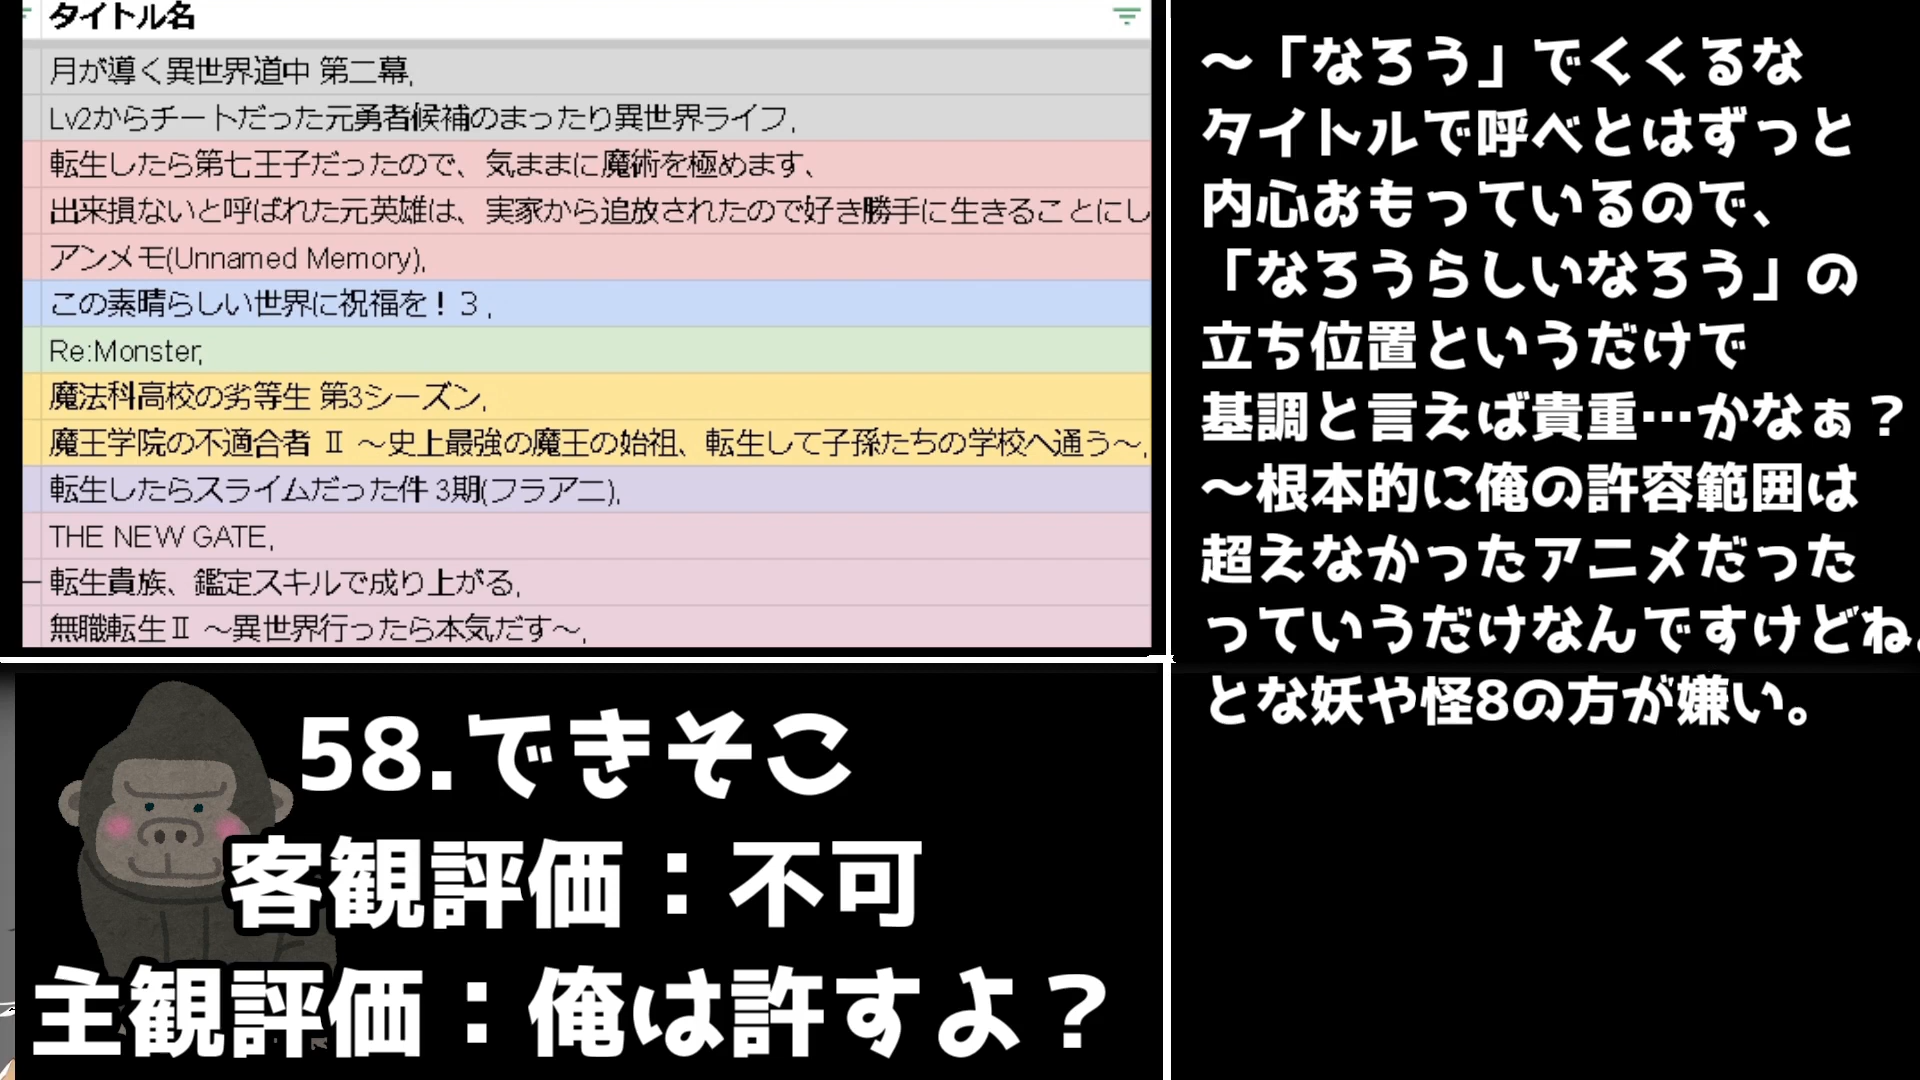 タイトル名
月が導く異世界道中 第二幕,
Lv2からチートだった元勇者候補のまったり異世界ライフ,
転生したら第七王子だったので、気ままに魔術を極めます、
出来損ないと呼ばれた元英雄は、実家から追放されたので好き勝手に生きることにし
アンメモ(Unnamed Memory),
この素晴らしい世界に祝福を！３,
Re:Monster,
魔法科高校の劣等生 第3シーズン,
魔王学院の不適合者 Ⅱ ～史上最強の魔王の始祖、転生して子孫たちの学校へ通う～,
転生したらスライムだった件 3期(フラアニ),
THE NEW GATE,
転生貴族、鑑定スキルで成り上がる,
無職転生Ⅱ ～異世界行ったら本気だす～,
～「なろう」でくくるな
タイトルで呼べとはずっと
内心おもっているので、
「なろうらしいなろう」の
立ち位置というだけで
基調と言えば貴重…かなぁ？
～根本的に俺の許容範囲は
超えなかったアニメだった
っていうだけなんですけどね。
とな妖や怪8の方が嫌い。
58.できそこ
客観評価：不可
主観評価：俺は許すよ？